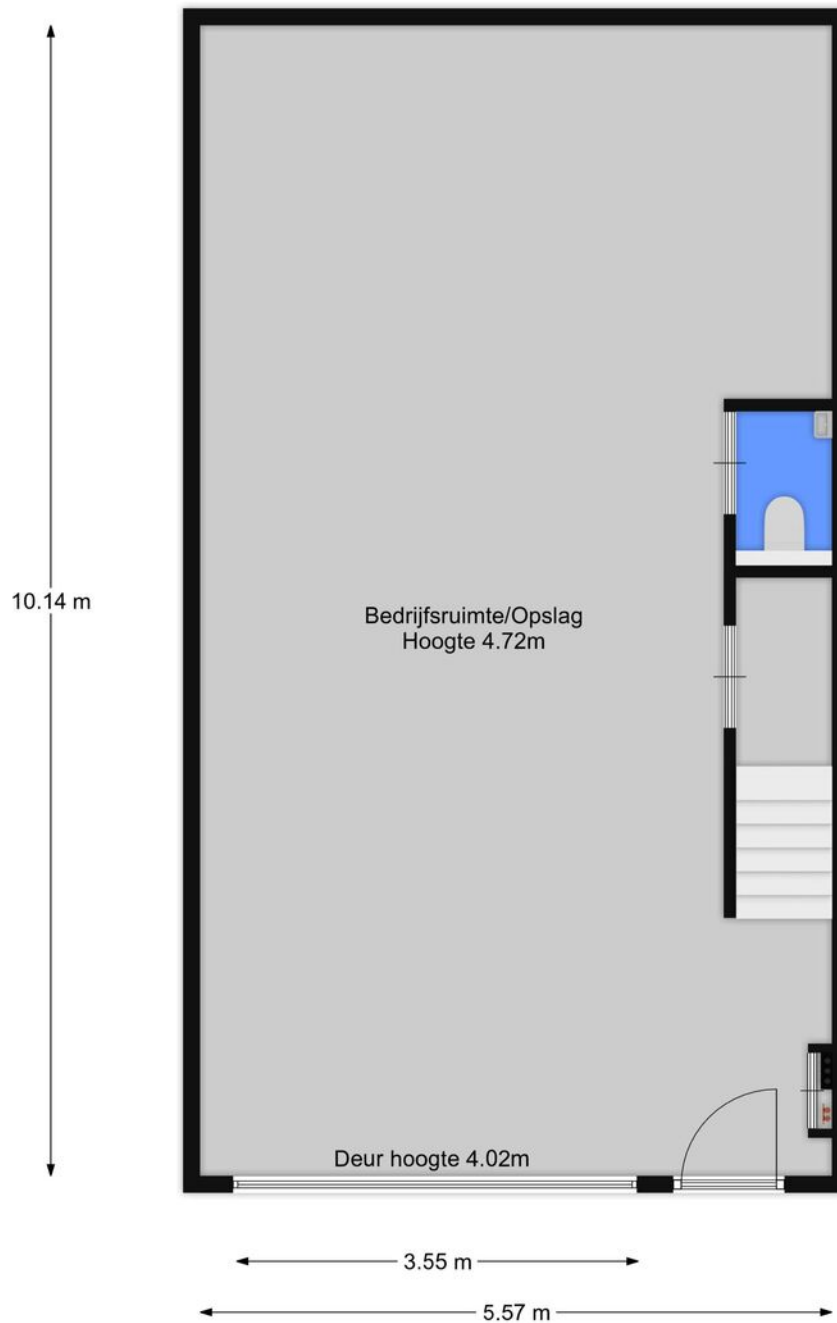 10.14 m
Bedrijfsruimte/Opslag
Hoogte 4.72m
Deur hoogte 4.02m
3.55 m
5.57 m